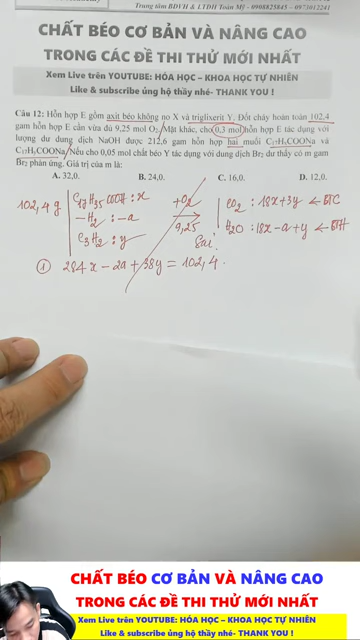 Trung tâm BDVH & LTĐH Toàn Mỹ - 0908825845 - 0973012241
CHẤT BÉO CƠ BẢN VÀ NÂNG CAO
TRONG CÁC ĐỀ THI THỬ MỚI NHẤT
Xem Live trên YOUTUBE: HÓA HỌC – KHOA HỌC TỰ NHIÊN
Like & subscribe ủng hộ thầy nhé- THANK YOU !
Câu 12: Hỗn hợp E gồm axit béo không no X và triglixerit Y. Đốt cháy hoàn toàn 102,4
gam hỗn hợp E cần vừa đủ 9,25 mol O2. Mặt khác, cho 0,3 mol hỗn hợp E tác dụng với
lượng dư dung dịch NaOH được 212,6 gam hỗn hợp hai muối C17HxCOONa và
C17HyCOONa. Nếu cho 0,05 mol chất béo Y tác dụng với dung dịch Br2 dư thấy có m gam
Br2 phản ứng. Giá trị của m là:
A. 32,0. B. 24,0. C. 16,0. D. 12,0.
102,4 g C17H35COOH : x +O2 CO2 : 18x+3y ← BTC
-H2 : -a 9,25 H2O : 18x-a+y ← BTH
C3H2 : y Sai
① 284x - 2a + 38y = 102,4.
CHẤT BÉO CƠ BẢN VÀ NÂNG CAO
TRONG CÁC ĐỀ THI THỬ MỚI NHẤT
Xem Live trên YOUTUBE: HÓA HỌC – KHOA HỌC TỰ NHIÊN
Like & subscribe ủng hộ thầy nhé- THANK YOU !